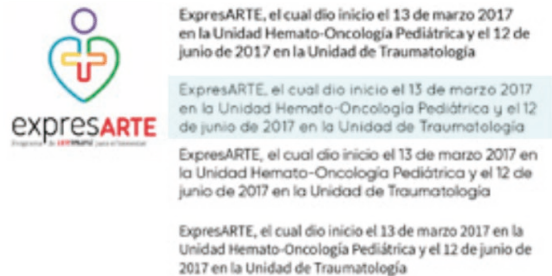 expresARTE
ExpresARTE, el cual dio inicio el 13 de marzo 2017
en la Unidad Hemato-Oncología Pediátrica y el 12 de
junio de 2017 en la Unidad de Traumatología
ExpresARTE, el cual dio inicio el 13 de marzo 2017
en la Unidad Hemato-Oncología Pediátrica y el 12
de junio de 2017 en la Unidad de Traumatología
ExpresARTE, el cual dio inicio el 13 de marzo 2017 en
la Unidad Hemato-Oncología Pediátrica y el 12 de
junio de 2017 en la Unidad de Traumatología
ExpresARTE, el cual dio inicio el 13 de marzo 2017 en la
Unidad Hemato-Oncología Pediátrica y el 12 de junio de
2017 en la Unidad de Traumatología